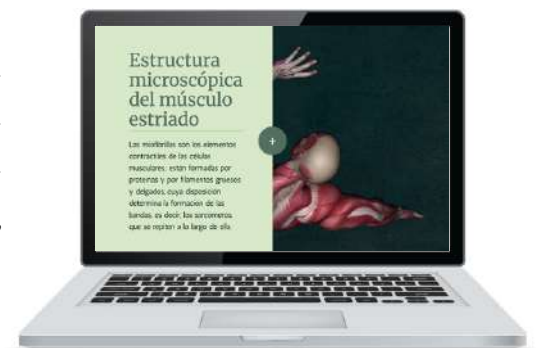 Estructura
microscópica
del músculo
estriado
Las miofibrillas son los elementos
contráctiles de las células
musculares; están formadas por
proteínas y por filamentos gruesos
y delgados, cuya disposición
determina la formación de las
bandas, es decir, los sarcómeros
que se repiten a lo largo de ella.
+